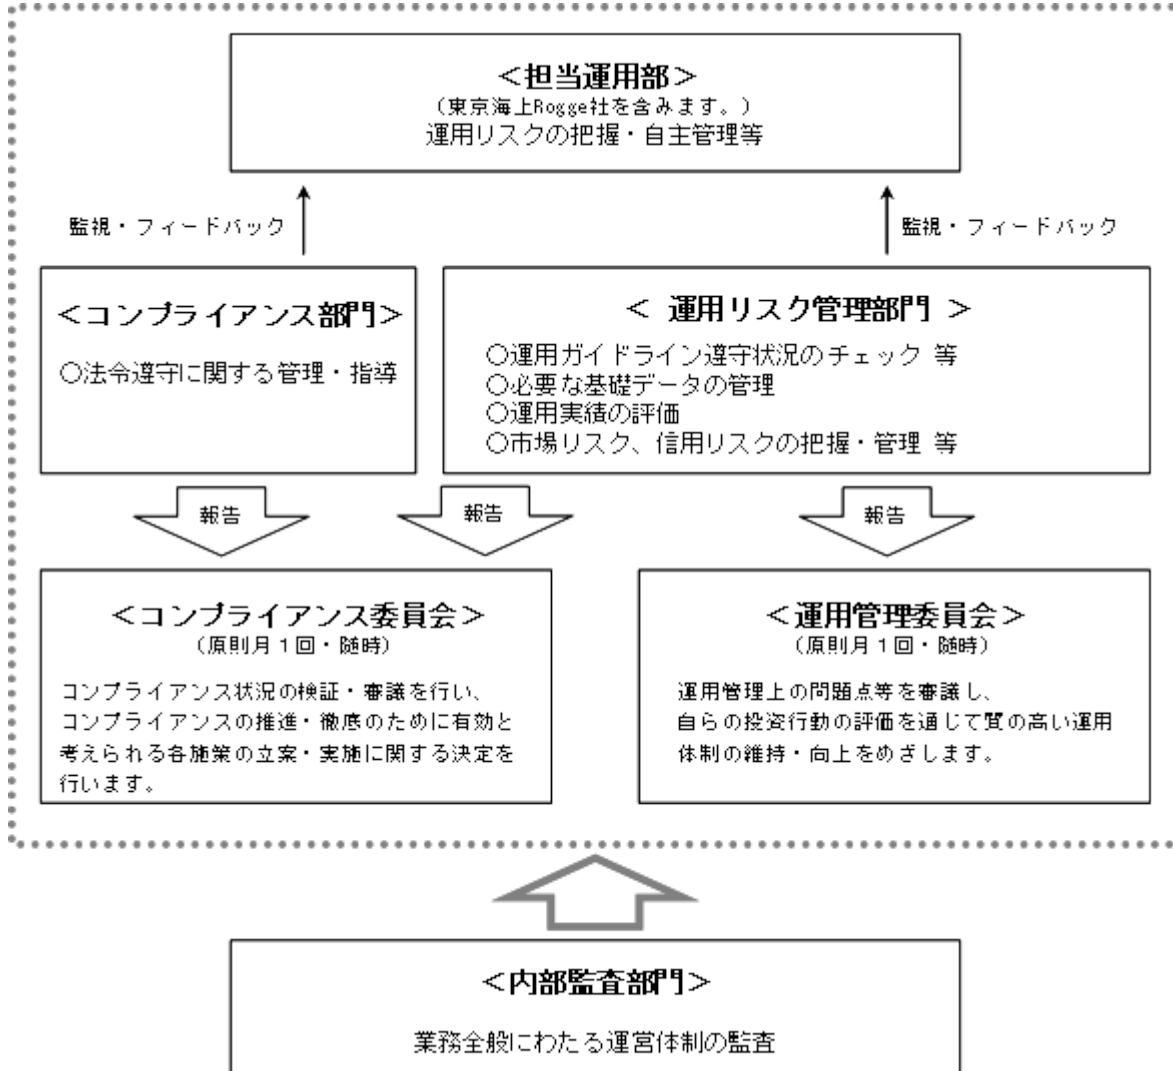 ＜担当運用部＞
（東京海上Rogge社を含みます。）
運用リスクの把握・自主管理等
監視・フィードバック
監視・フィードバック
＜コンプライアンス部門＞
○法令遵守に関する管理・指導
＜ 運用リスク管理部門 ＞
○運用ガイドライン遵守状況のチェック 等
○必要な基礎データの管理
○運用実績の評価
○市場リスク、信用リスクの把握・管理 等
報告
報告
報告
＜コンプライアンス委員会＞
（原則月１回・随時）
コンプライアンス状況の検証・審議を行い、
コンプライアンスの推進・徹底のために有効と
考えられる各施策の立案・実施に関する決定を
行います。
＜運用管理委員会＞
（原則月１回・随時）
運用管理上の問題点等を審議し、
自らの投資行動の評価を通じて質の高い運用
体制の維持・向上をめざします。
＜内部監査部門＞
業務全般にわたる運営体制の監査